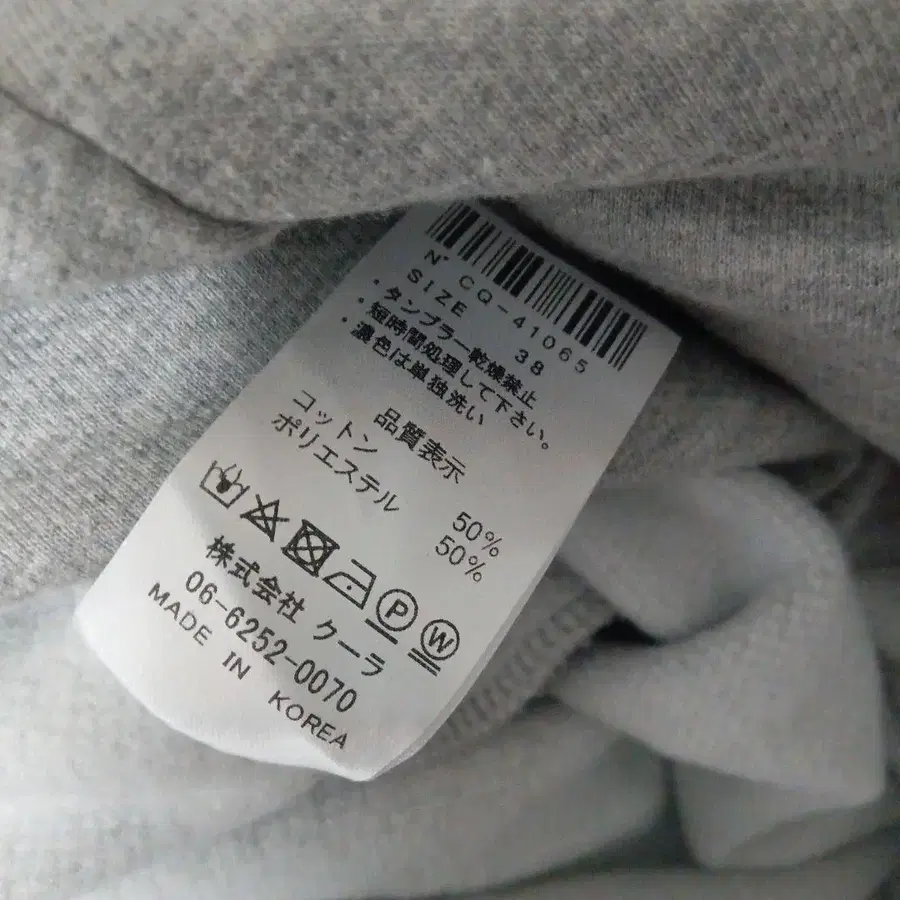 N° CQ-41065
SIZE 38
・タンブラー乾燥禁止
・短時間処理して下さい。
・濃色は単独洗い
品質表示
コットン 50%
ポリエステル 50%
P W
株式会社 クーラ
06-6252-0070
MADE IN KOREA